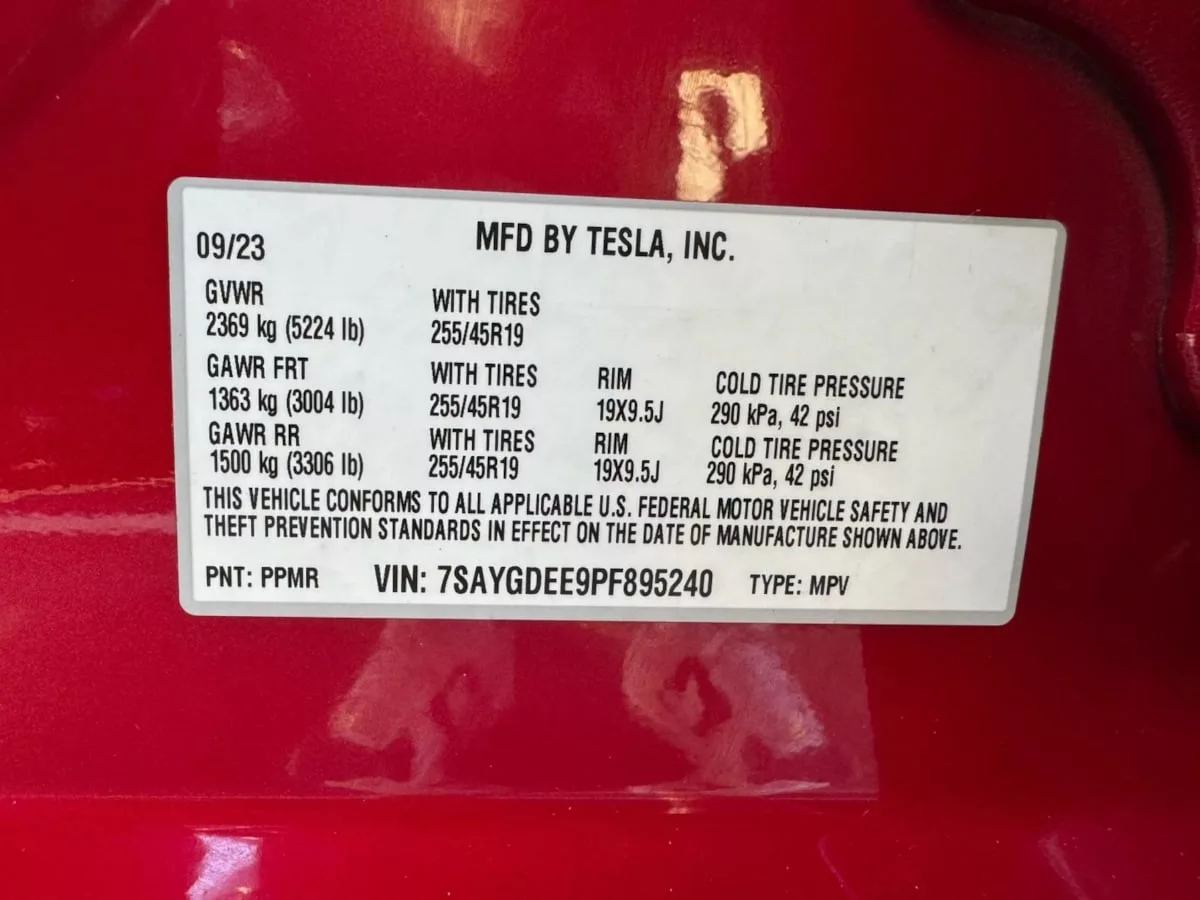 09/23 MFD BY TESLA, INC.
GVWR WITH TIRES
2369 kg (5224 lb) 255/45R19
GAWR FRT WITH TIRES RIM COLD TIRE PRESSURE
1363 kg (3004 lb) 255/45R19 19X9.5J 290 kPa, 42 psi
GAWR RR WITH TIRES RIM COLD TIRE PRESSURE
1500 kg (3306 lb) 255/45R19 19X9.5J 290 kPa, 42 psi
THIS VEHICLE CONFORMS TO ALL APPLICABLE U.S. FEDERAL MOTOR VEHICLE SAFETY AND
THEFT PREVENTION STANDARDS IN EFFECT ON THE DATE OF MANUFACTURE SHOWN ABOVE.
PNT: PPMR VIN: 7SAYGDEE9PF895240 TYPE: MPV